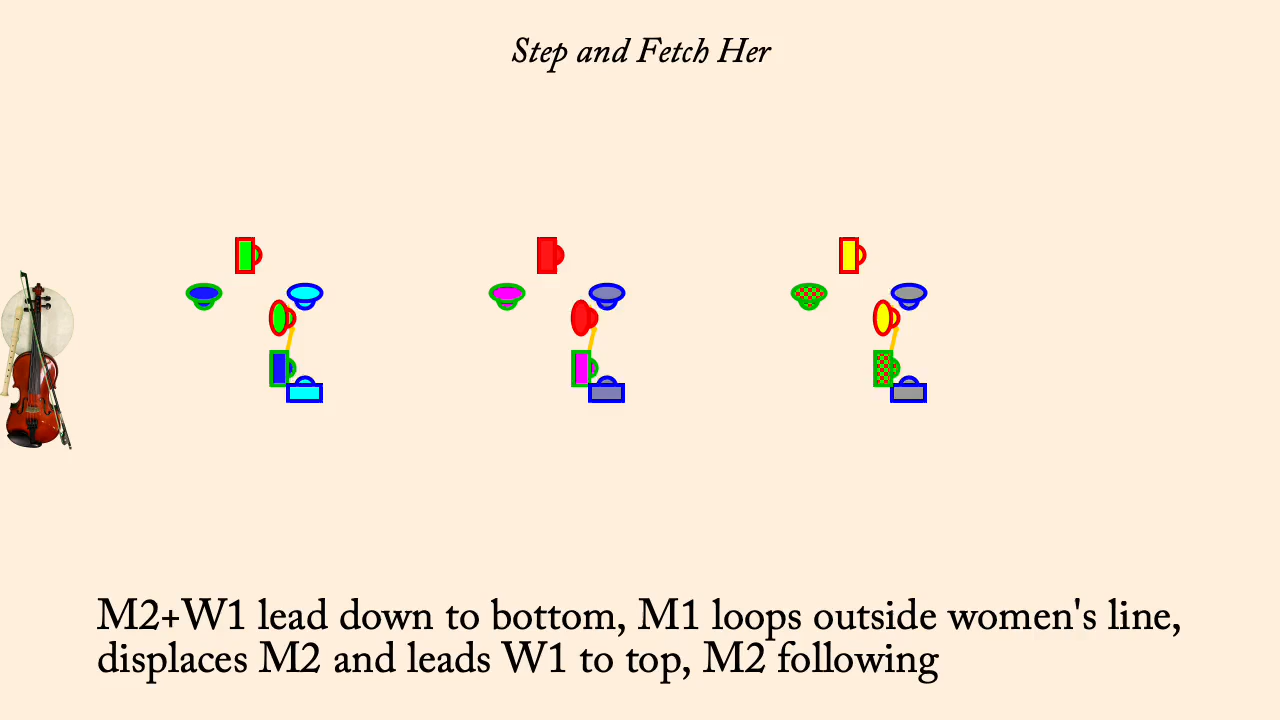 Step and Fetch Her
M2+W1 lead down to bottom, M1 loops outside women's line,
displaces M2 and leads W1 to top, M2 following